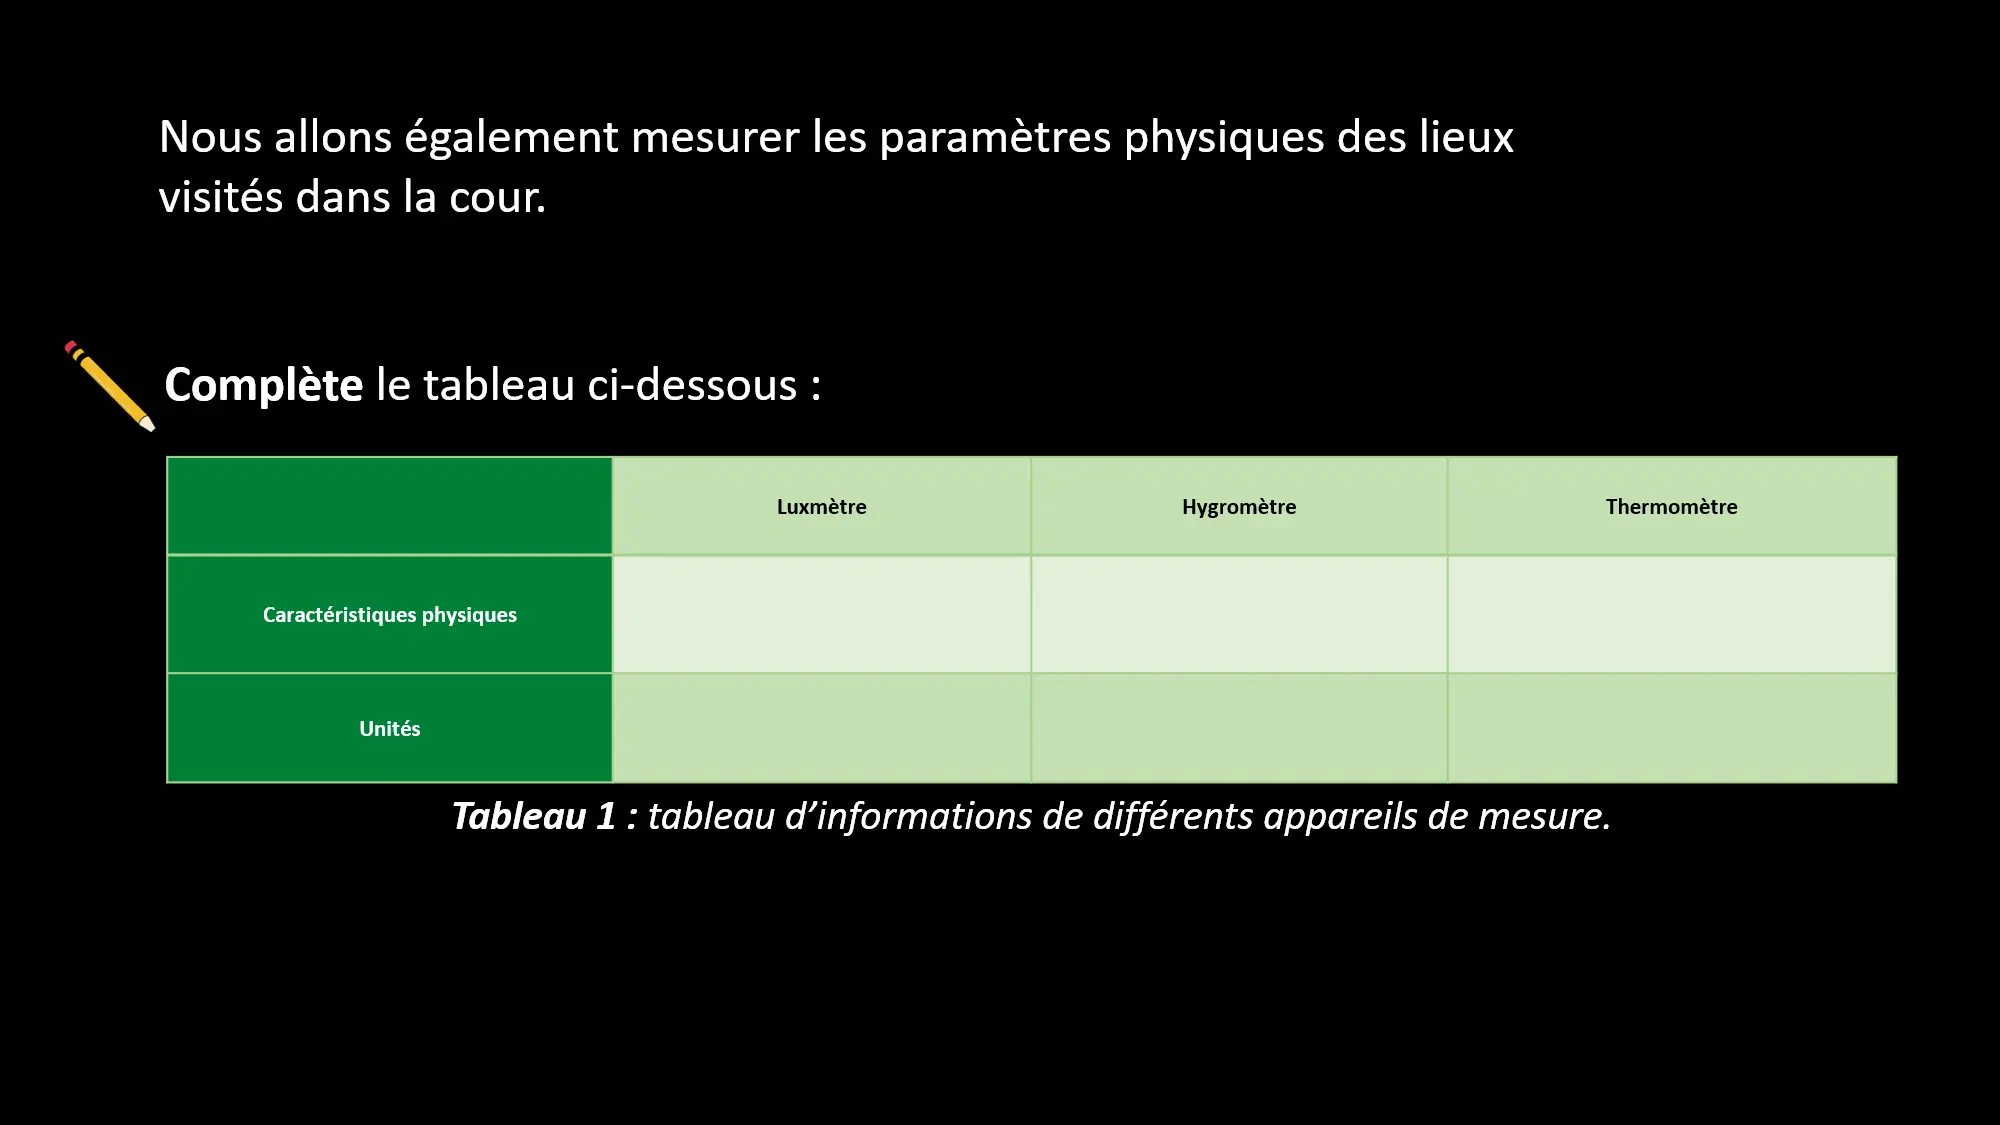 Nous allons également mesurer les paramètres physiques des lieux
visités dans la cour.
Complète le tableau ci-dessous :
Luxmètre Hygromètre Thermomètre
Caractéristiques physiques
Unités
Tableau 1 : tableau d’informations de différents appareils de mesure.